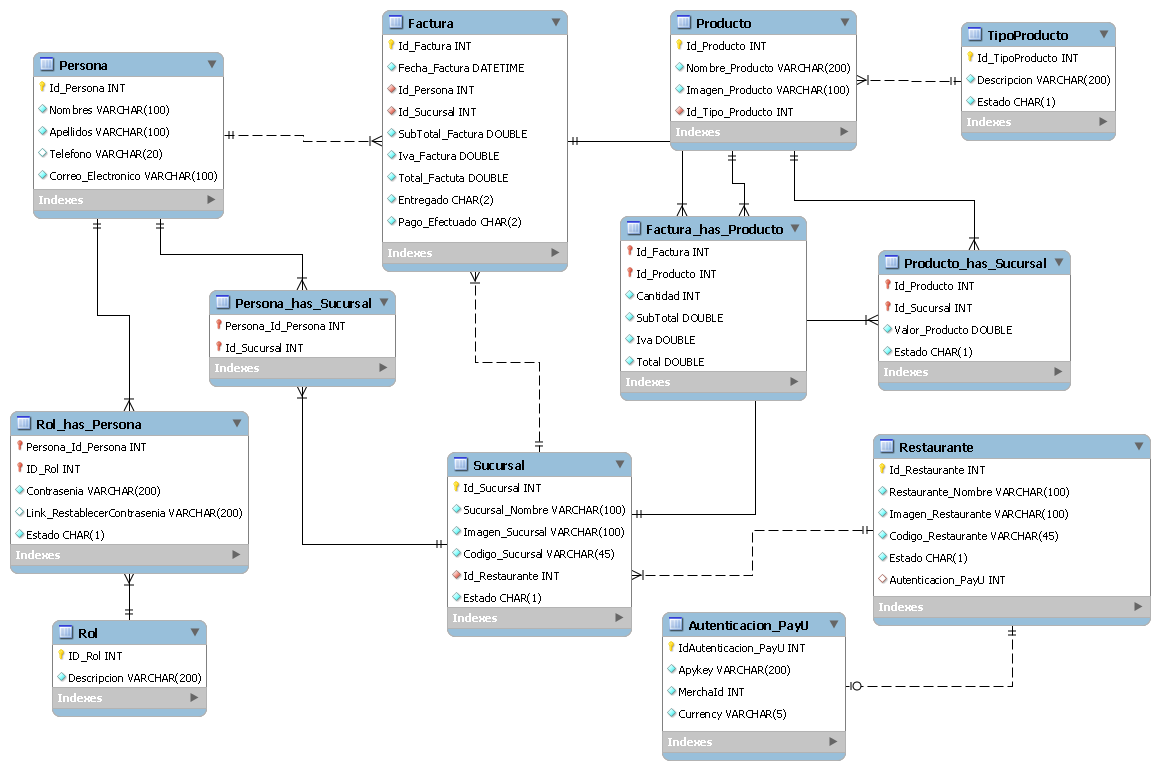 Persona
Id_Persona INT
Nombres VARCHAR(100)
Apellidos VARCHAR(100)
Telefono VARCHAR(20)
Correo_Electronico VARCHAR(100)
Indexes
Factura
Id_Factura INT
Fecha_Factura DATETIME
Id_Persona INT
Id_Sucursal INT
SubTotal_Factura DOUBLE
Iva_Factura DOUBLE
Total_Factuta DOUBLE
Entregado CHAR(2)
Pago_Efectuado CHAR(2)
Indexes
Producto
Id_Producto INT
Nombre_Producto VARCHAR(200)
Imagen_Producto VARCHAR(100)
Id_Tipo_Producto INT
Indexes
TipoProducto
Id_TipoProducto INT
Descripcion VARCHAR(200)
Estado CHAR(1)
Indexes
Factura_has_Producto
Id_Factura INT
Id_Producto INT
Cantidad INT
SubTotal DOUBLE
Iva DOUBLE
Total DOUBLE
Indexes
Producto_has_Sucursal
Id_Producto INT
Id_Sucursal INT
Valor_Producto DOUBLE
Estado CHAR(1)
Indexes
Persona_has_Sucursal
Persona_Id_Persona INT
Id_Sucursal INT
Indexes
Rol_has_Persona
Persona_Id_Persona INT
ID_Rol INT
Contrasenia VARCHAR(200)
Link_RestablecerContrasenia VARCHAR(200)
Estado CHAR(1)
Indexes
Sucursal
Id_Sucursal INT
Sucursal_Nombre VARCHAR(100)
Imagen_Sucursal VARCHAR(100)
Codigo_Sucursal VARCHAR(45)
Id_Restaurante INT
Estado CHAR(1)
Indexes
Restaurante
Id_Restaurante INT
Restaurante_Nombre VARCHAR(100)
Imagen_Restaurante VARCHAR(100)
Codigo_Restaurante VARCHAR(45)
Estado CHAR(1)
Autenticacion_PayU INT
Indexes
Rol
ID_Rol INT
Descripcion VARCHAR(200)
Indexes
Autenticacion_PayU
IdAutenticacion_PayU INT
Apykey VARCHAR(200)
MerchaId INT
Currency VARCHAR(5)
Indexes